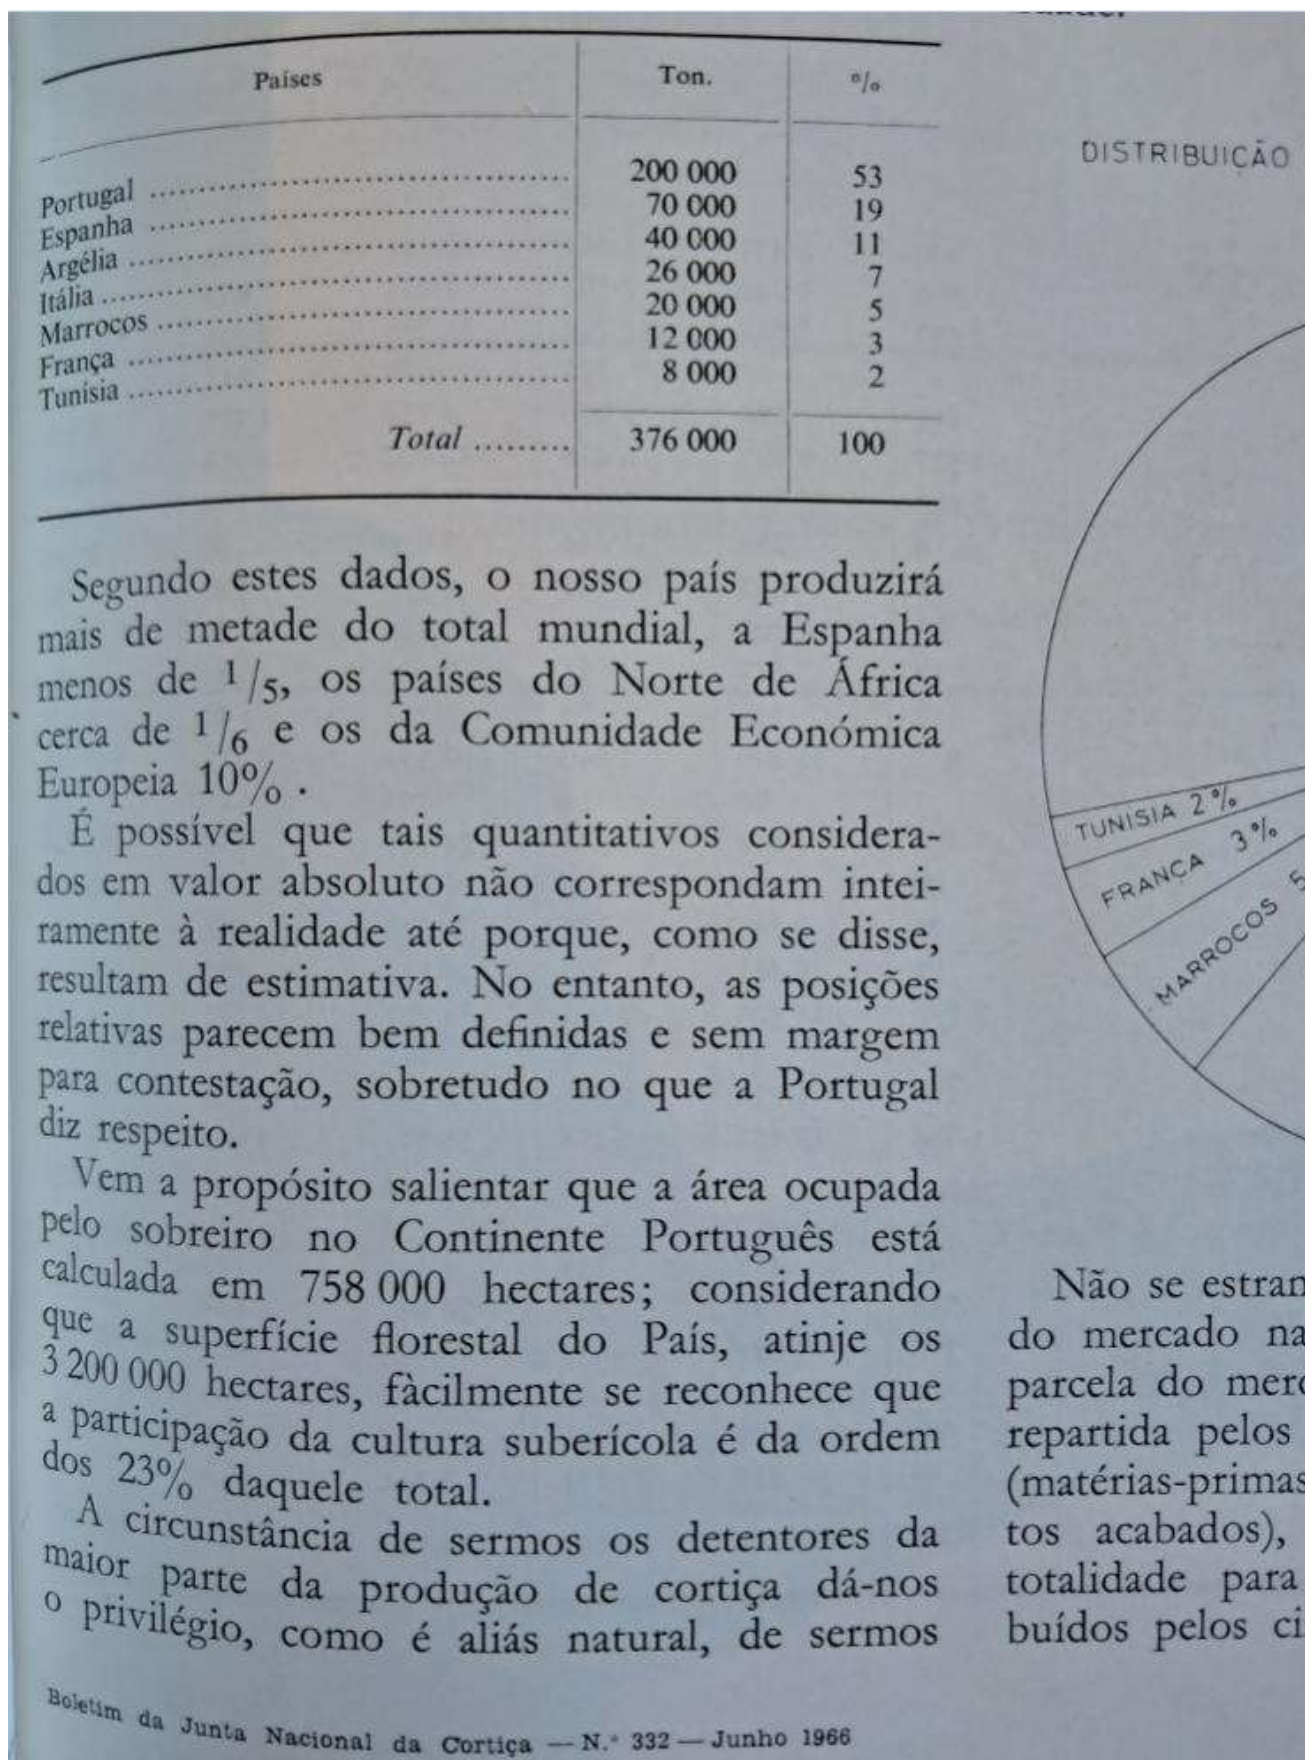 Países Ton. %
Portugal ........................................ 200 000 53
Espanha ........................................ 70 000 19
Argélia ........................................ 40 000 11
Itália ........................................ 26 000 7
Marrocos ........................................ 20 000 5
França ........................................ 12 000 3
Tunísia ........................................ 8 000 2
Total ......... 376 000 100
Segundo estes dados, o nosso país produzirá
mais de metade do total mundial, a Espanha
menos de 1/5, os países do Norte de África
cerca de 1/6 e os da Comunidade Económica
Europeia 10% .
É possível que tais quantitativos considera-
dos em valor absoluto não correspondam intei-
ramente à realidade até porque, como se disse,
resultam de estimativa. No entanto, as posições
relativas parecem bem definidas e sem margem
para contestação, sobretudo no que a Portugal
diz respeito.
Vem a propósito salientar que a área ocupada
pelo sobreiro no Continente Português está
calculada em 758 000 hectares; considerando
que a superfície florestal do País, atinje os
3 200 000 hectares, fàcilmente se reconhece que
a participação da cultura suberícola é da ordem
dos 23% daquele total.
A circunstância de sermos os detentores da
maior parte da produção de cortiça dá-nos
o privilégio, como é aliás natural, de sermos
Boletim da Junta Nacional da Cortiça — N.º 332 — Junho 1966
DISTRIBUIÇÃO
TUNISIA 2%
FRANÇA 3%
MARROCOS 5
Não se estran
do mercado na
parcela do merc
repartida pelos
(matérias-primas
tos acabados),
totalidade para
buídos pelos ci